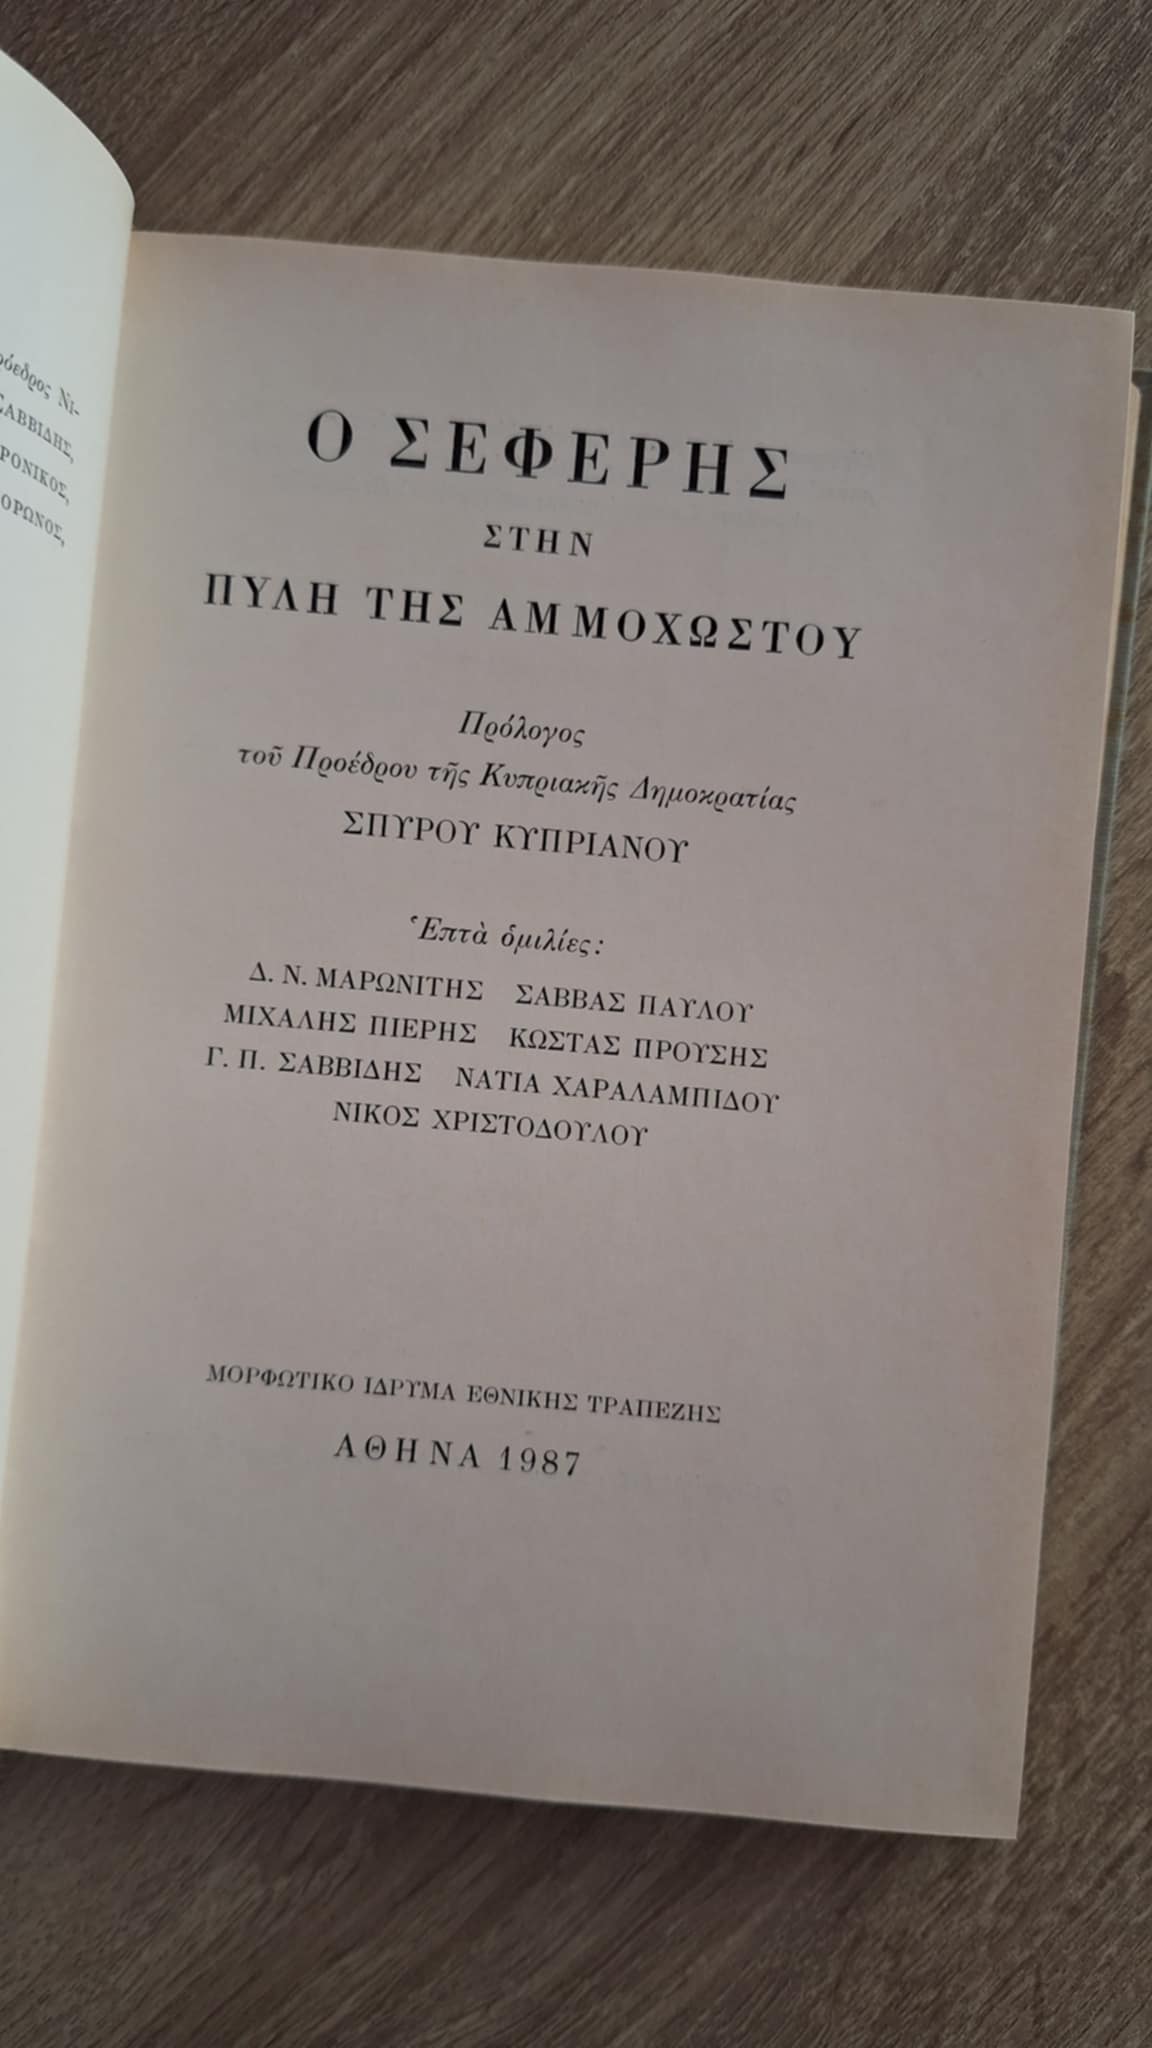 ΣΑΒΒΙΔΗΣ,
Ο ΣΕΦΕΡΗΣ
ΣΤΗΝ
ΠΥΛΗ ΤΗΣ ΑΜΜΟΧΩΣΤΟΥ
Πρόλογος
τοῦ Προέδρου τῆς Κυπριακῆς Δημοκρατίας
ΣΠΥΡΟΥ ΚΥΠΡΙΑΝΟΥ
Ἑπτὰ ὁμιλίες:
Δ. Ν. ΜΑΡΩΝΙΤΗΣ ΣΑΒΒΑΣ ΠΑΥΛΟΥ
ΜΙΧΑΛΗΣ ΠΙΕΡΗΣ ΚΩΣΤΑΣ ΠΡΟΥΣΗΣ
Γ. Π. ΣΑΒΒΙΔΗΣ ΝΑΤΙΑ ΧΑΡΑΛΑΜΠΙΔΟΥ
ΝΙΚΟΣ ΧΡΙΣΤΟΔΟΥΛΟΥ
ΜΟΡΦΩΤΙΚΟ ΙΔΡΥΜΑ ΕΘΝΙΚΗΣ ΤΡΑΠΕΖΗΣ
ΑΘΗΝΑ 1987